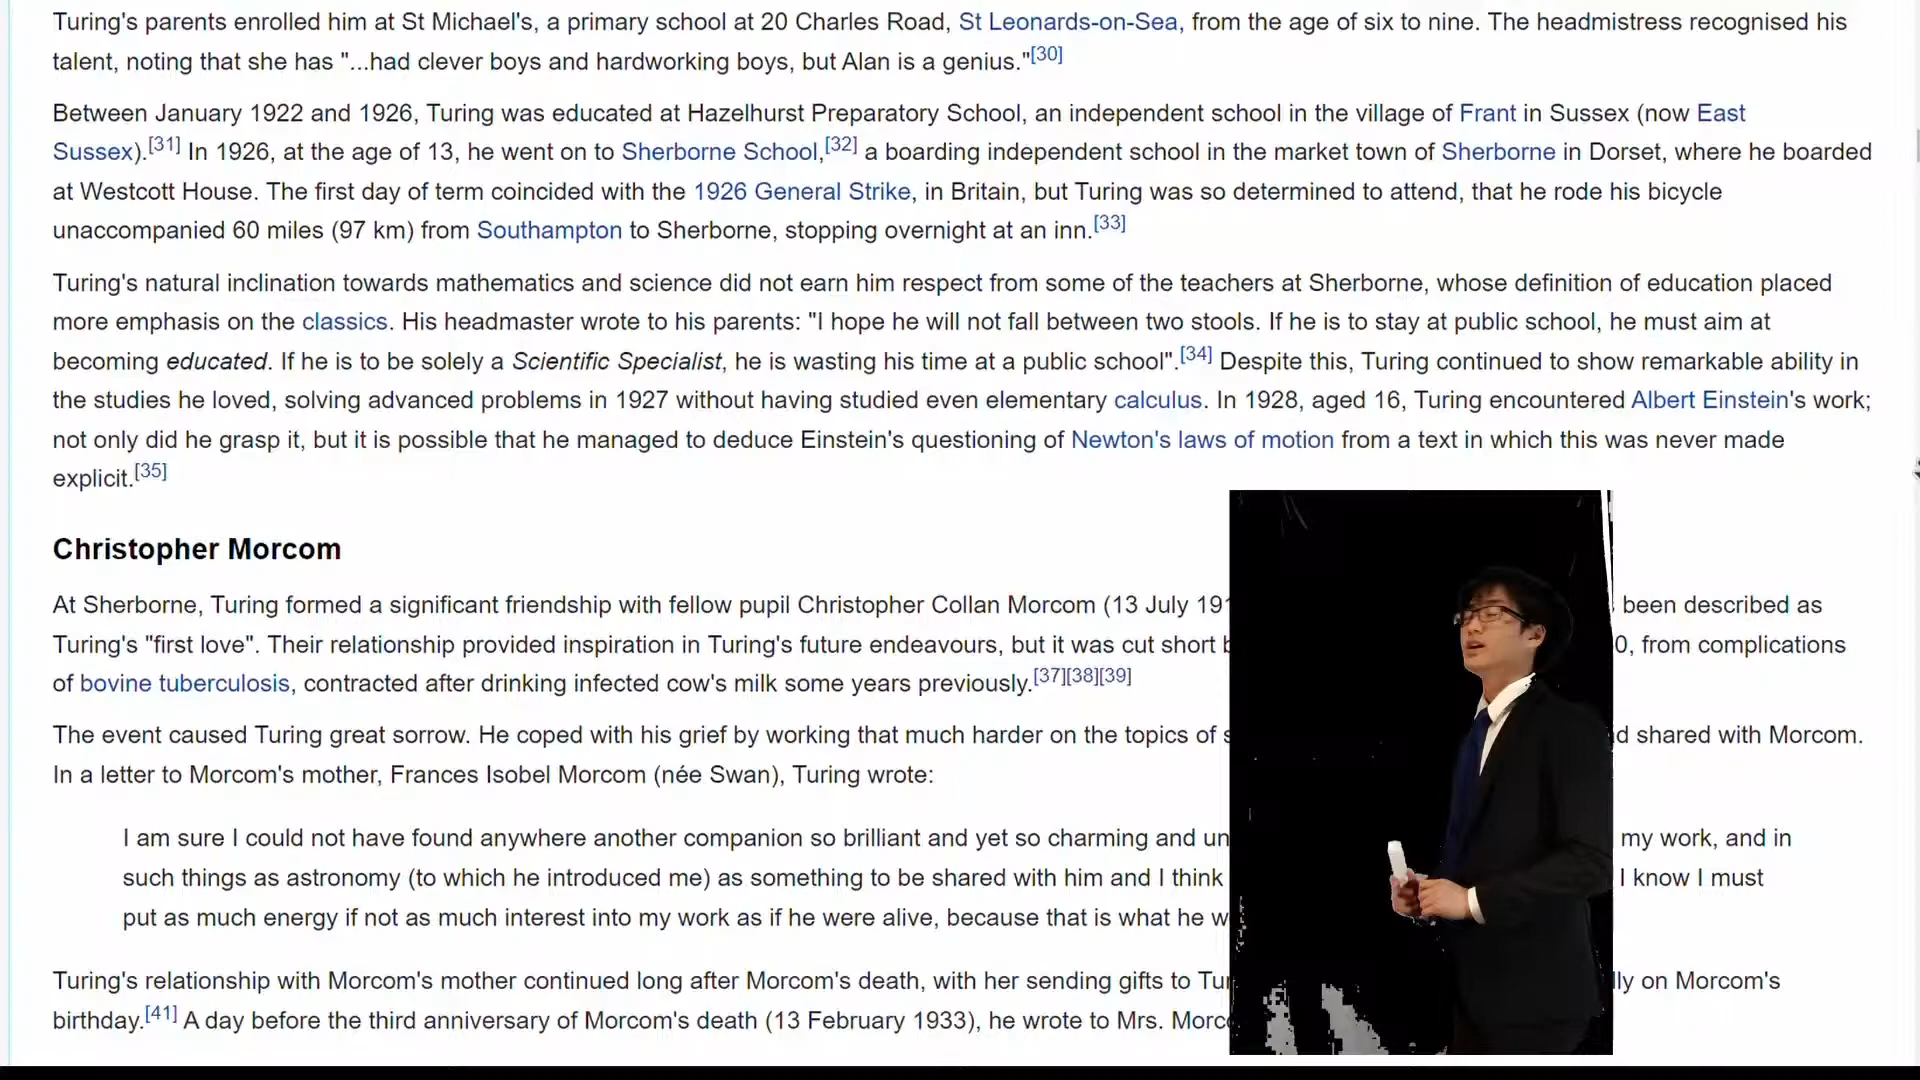 Turing's parents enrolled him at St Michael's, a primary school at 20 Charles Road, St Leonards-on-Sea, from the age of six to nine. The headmistress recognised his
talent, noting that she has "...had clever boys and hardworking boys, but Alan is a genius."[30]
Between January 1922 and 1926, Turing was educated at Hazelhurst Preparatory School, an independent school in the village of Frant in Sussex (now East
Sussex).[31] In 1926, at the age of 13, he went on to Sherborne School,[32] a boarding independent school in the market town of Sherborne in Dorset, where he boarded
at Westcott House. The first day of term coincided with the 1926 General Strike, in Britain, but Turing was so determined to attend, that he rode his bicycle
unaccompanied 60 miles (97 km) from Southampton to Sherborne, stopping overnight at an inn.[33]
Turing's natural inclination towards mathematics and science did not earn him respect from some of the teachers at Sherborne, whose definition of education placed
more emphasis on the classics. His headmaster wrote to his parents: "I hope he will not fall between two stools. If he is to stay at public school, he must aim at
becoming educated. If he is to be solely a Scientific Specialist, he is wasting his time at a public school".[34] Despite this, Turing continued to show remarkable ability in
the studies he loved, solving advanced problems in 1927 without having studied even elementary calculus. In 1928, aged 16, Turing encountered Albert Einstein's work;
not only did he grasp it, but it is possible that he managed to deduce Einstein's questioning of Newton's laws of motion from a text in which this was never made
explicit.[35]
Christopher Morcom
At Sherborne, Turing formed a significant friendship with fellow pupil Christopher Collan Morcom (13 July been described as
Turing's "first love". Their relationship provided inspiration in Turing's future endeavours, but it was cut short from complications
of bovine tuberculosis, contracted after drinking infected cow's milk some years previously.[37][38][39]
The event caused Turing great sorrow. He coped with his grief by working that much harder on the topics of shared with Morcom.
In a letter to Morcom's mother, Frances Isobel Morcom (née Swan), Turing wrote:
I am sure I could not have found anywhere another companion so brilliant and yet so charming and my work, and in
such things as astronomy (to which he introduced me) as something to be shared with him and I think I know I must
put as much energy if not as much interest into my work as if he were alive, because that is what he
Turing's relationship with Morcom's mother continued long after Morcom's death, with her sending gifts to on Morcom's
birthday.[41] A day before the third anniversary of Morcom's death (13 February 1933), he wrote to Mrs.